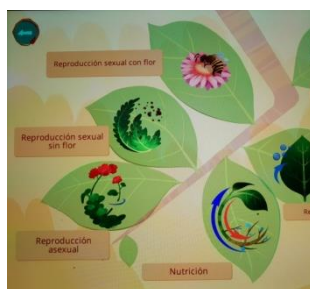 Reproducción sexual con flor
Reproducción sexual
sin flor
Reproducción
asexual
Nutrición